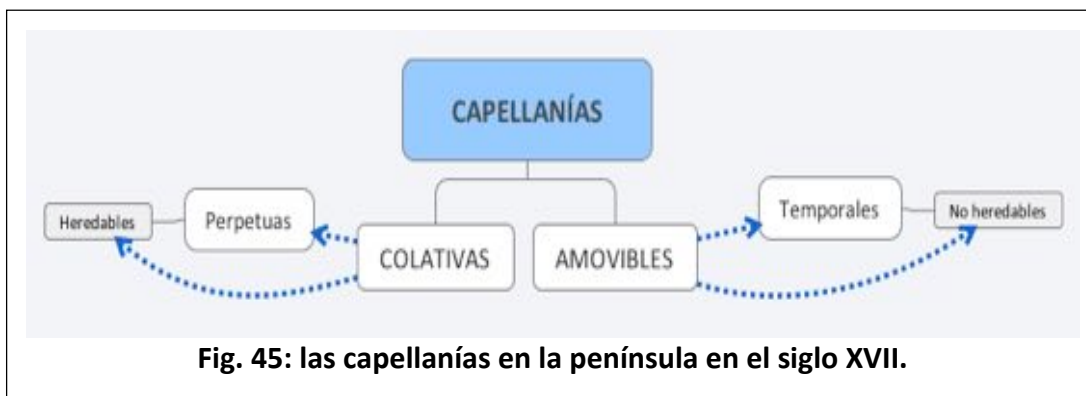 CAPELLANÍAS
Heredables
Perpetuas
COLATIVAS
AMOVIBLES
Temporales
No heredables
Fig. 45: las capellanías en la península en el siglo XVII.